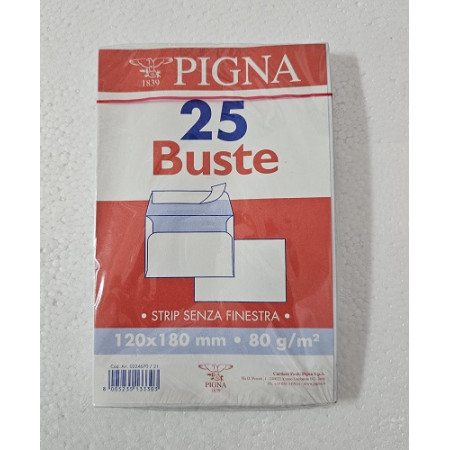 PIGNA
1839
25
Buste
• STRIP SENZA FINESTRA •
120x180 mm • 80 g/m²
PIGNA